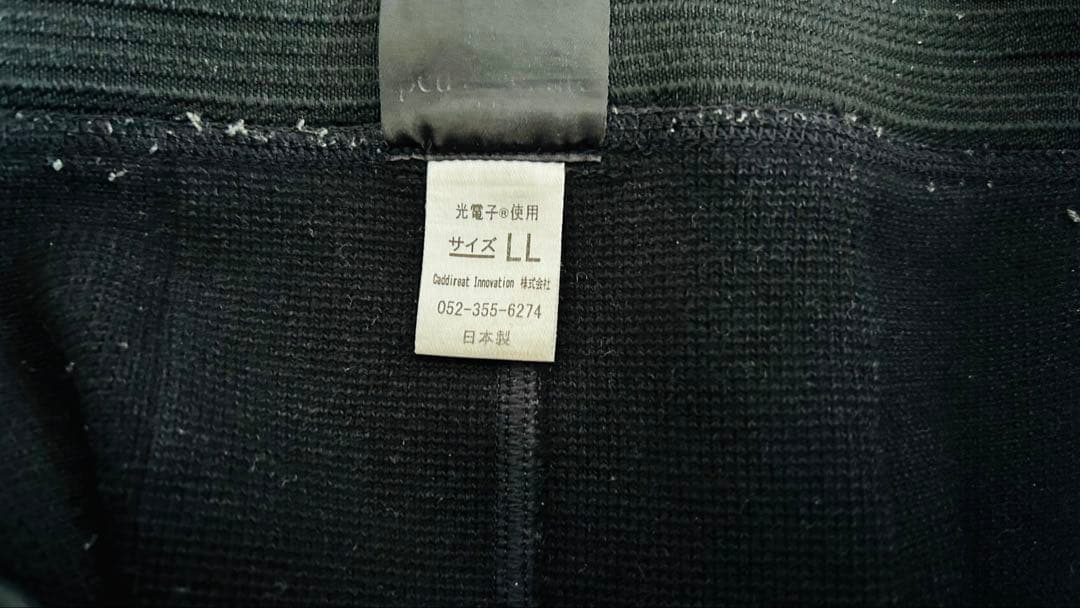 光電子®使用
サイズ LL
Caddireat Innovation 株式会社
052-355-6274
日本製